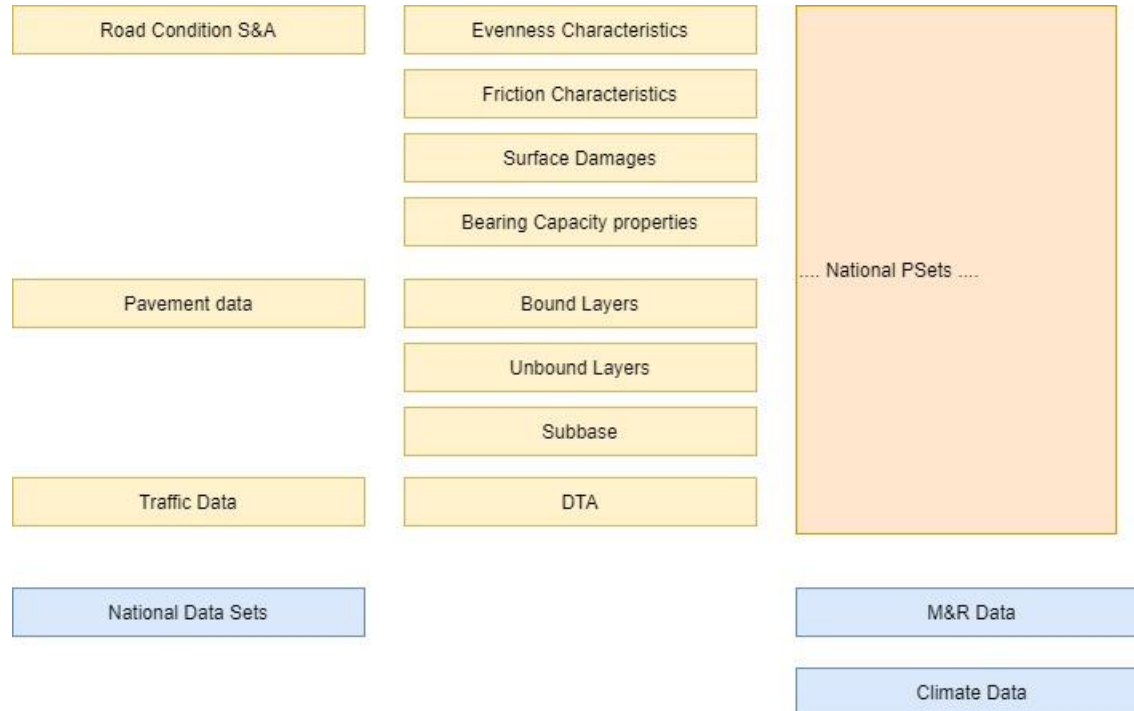 Road Condition S&A
Evenness Characteristics
Friction Characteristics
Surface Damages
Bearing Capacity properties
.... National PSets ....
Pavement data
Bound Layers
Unbound Layers
Subbase
Traffic Data
DTA
National Data Sets
M&R Data
Climate Data